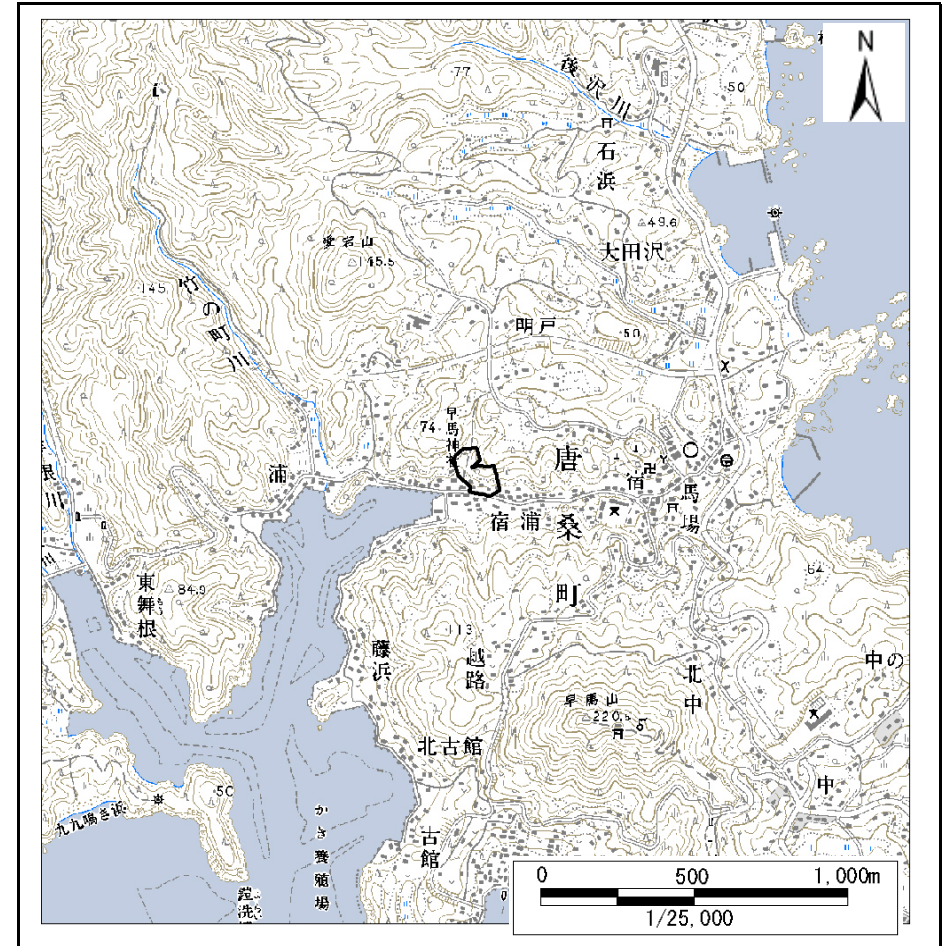 N
茂沢川
77
50
石浜
49.6
大田沢
愛宕山
145.5
145
竹の町川
明戸
50
早馬神社
74
唐桑町
浦
宿浦
宿
馬場
東舞根
84.9
64
藤浜
113
越路
早馬山
220.5
北中
中の
北古館
中
50
九九鳴き浜
かき養殖場
古館
0 500 1,000m
1/25,000